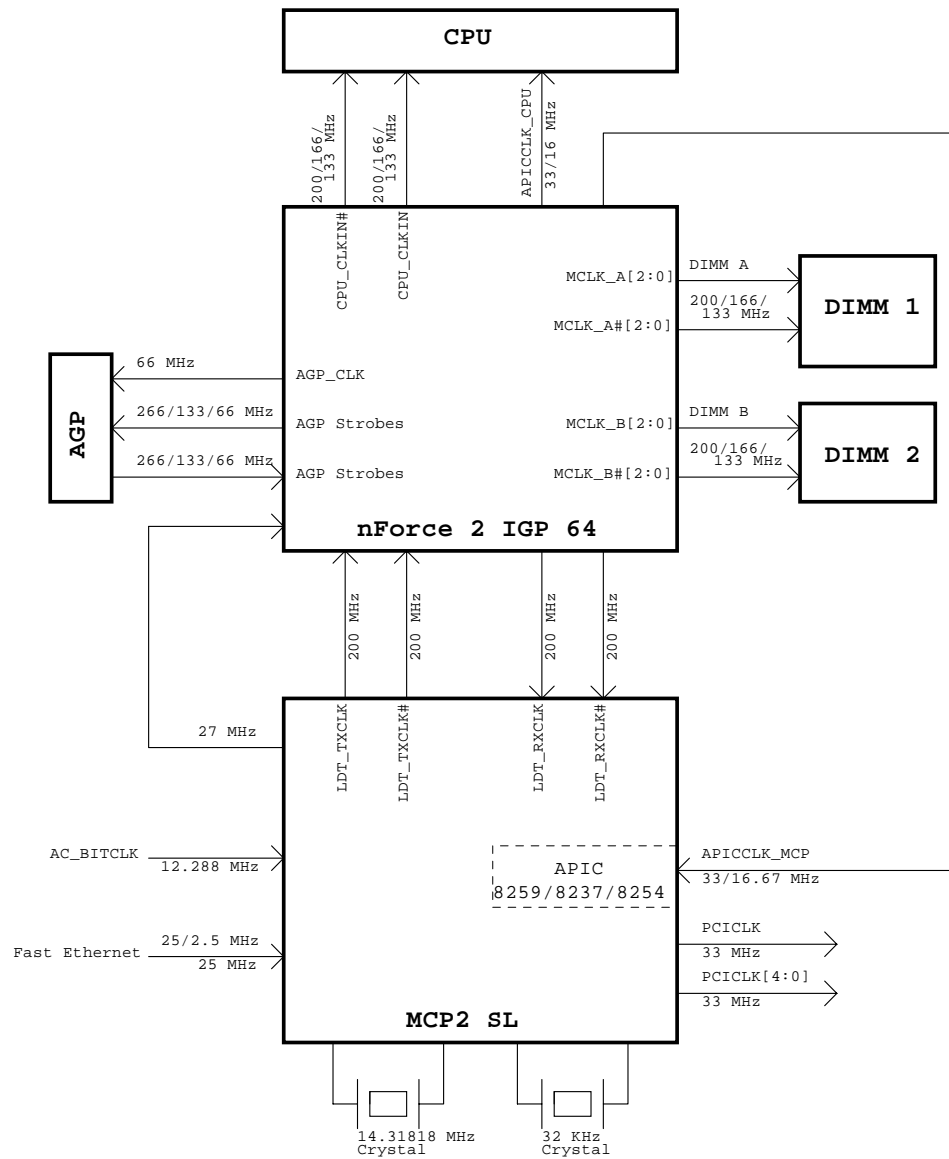 CPU
200/166/
133 MHz
200/166/
133 MHz
APICCLK_CPU
33/16 MHz
CPU_CLKIN#
CPU_CLKIN
MCLK_A[2:0]
DIMM A
200/166/
133 MHz
MCLK_A#[2:0]
DIMM 1
66 MHz
AGP_CLK
AGP
266/133/66 MHz
AGP Strobes
266/133/66 MHz
AGP Strobes
MCLK_B[2:0]
DIMM B
200/166/
133 MHz
MCLK_B#[2:0]
DIMM 2
nForce 2 IGP 64
200 MHz
200 MHz
200 MHz
200 MHz
27 MHz
LDT_TXCLK
LDT_TXCLK#
LDT_RXCLK
LDT_RXCLK#
AC_BITCLK
12.288 MHz
APIC
8259/8237/8254
APICCLK_MCP
33/16.67 MHz
Fast Ethernet
25/2.5 MHz
25 MHz
PCICLK
33 MHz
PCICLK[4:0]
33 MHz
MCP2 SL
14.31818 MHz
Crystal
32 KHz
Crystal